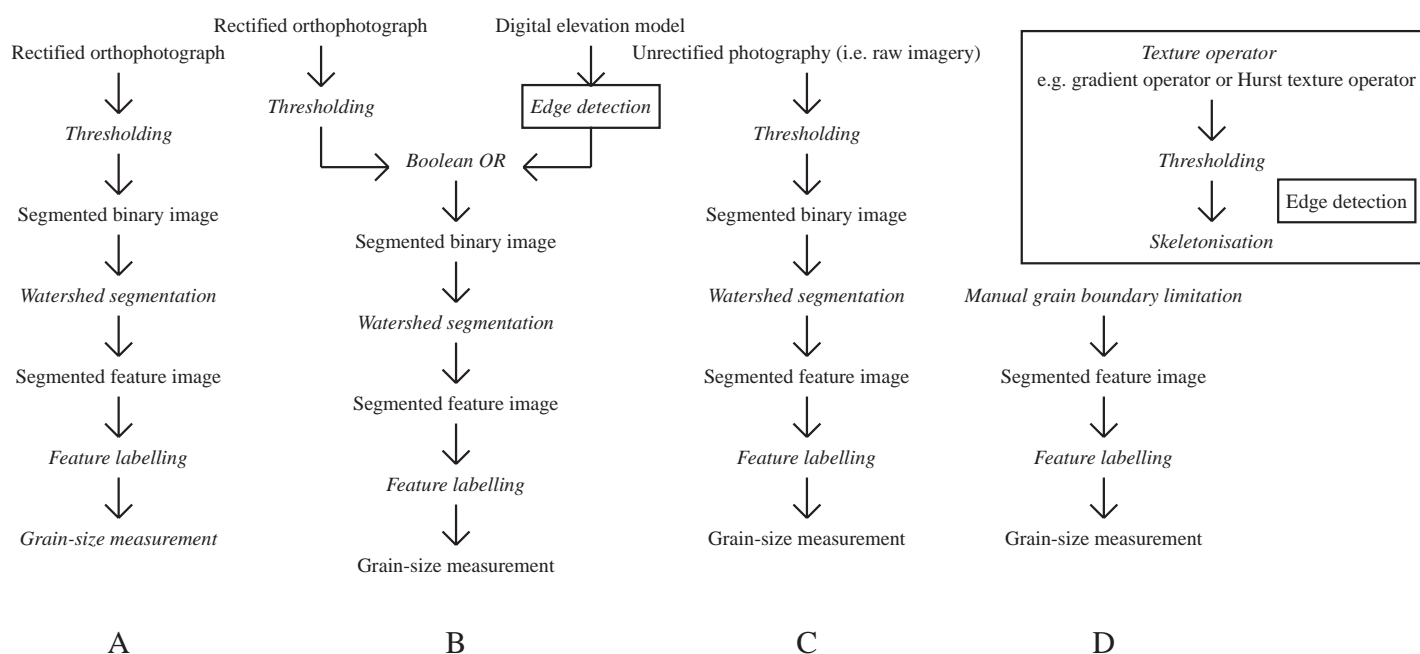 Rectified orthophotograph
Thresholding
Segmented binary image
Watershed segmentation
Segmented feature image
Feature labelling
Grain-size measurement
A
Rectified orthophotograph
Digital elevation model
Thresholding
Edge detection
Boolean OR
Segmented binary image
Watershed segmentation
Segmented feature image
Feature labelling
Grain-size measurement
B
Unrectified photography (i.e. raw imagery)
Thresholding
Segmented binary image
Watershed segmentation
Segmented feature image
Feature labelling
Grain-size measurement
C
Texture operator
e.g. gradient operator or Hurst texture operator
Thresholding
Edge detection
Skeletonisation
Manual grain boundary limitation
Segmented feature image
Feature labelling
Grain-size measurement
D